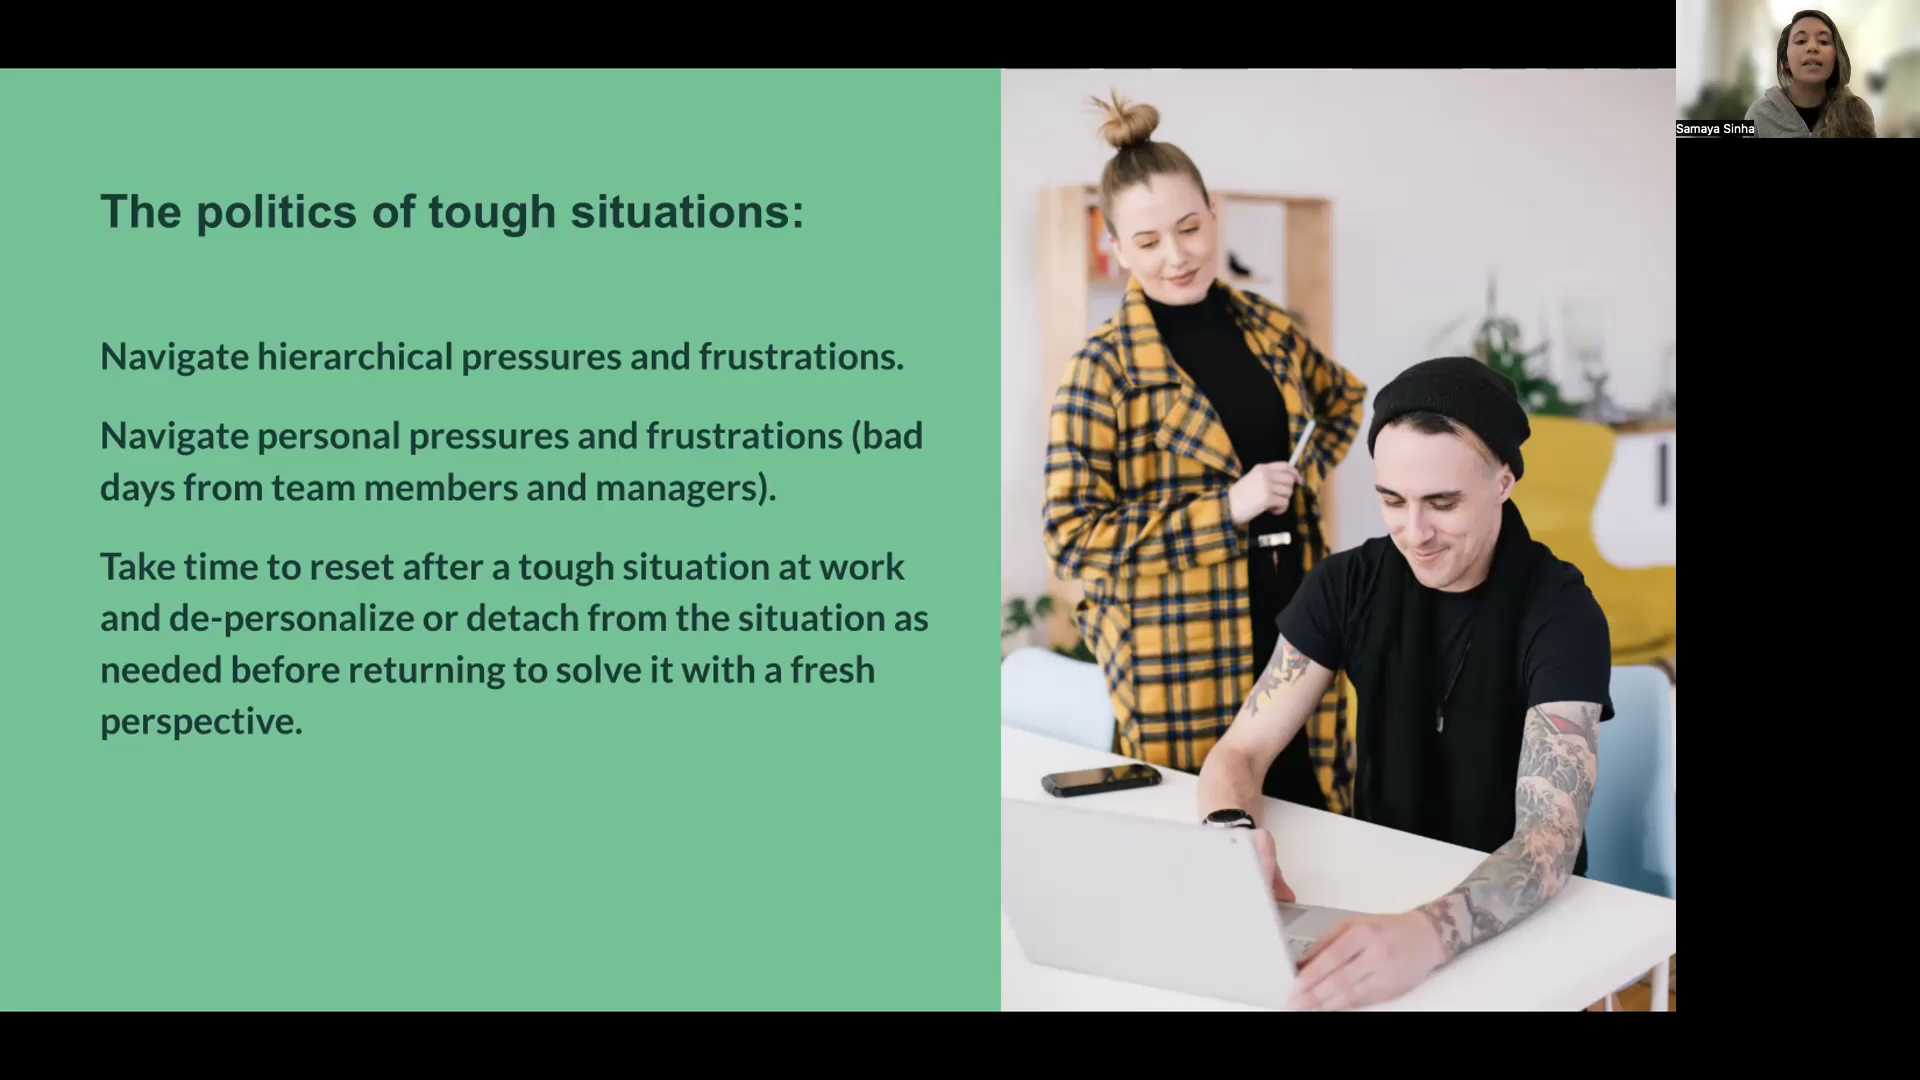 The politics of tough situations:
Navigate hierarchical pressures and frustrations.
Navigate personal pressures and frustrations (bad
days from team members and managers).
Take time to reset after a tough situation at work
and de-personalize or detach from the situation as
needed before returning to solve it with a fresh
perspective.
Samaya Sinha